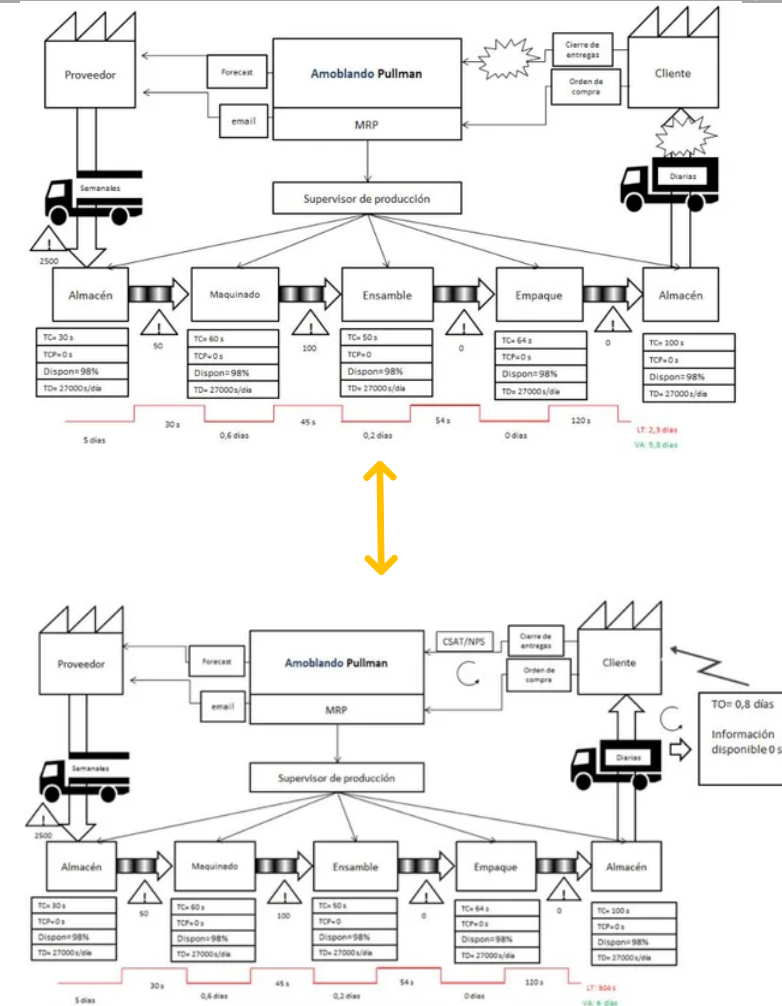 Proveedor
Forecast
email
Amoblando Pullman
MRP
Cierre de
entregas
Orden de
compra
Cliente
Semanales
Supervisor de producción
Diarias
!
2500
Almacén
Maquinado
Ensamble
Empaque
Almacén
!
50
!
100
!
0
!
0
TC= 30 s
TCP=0 s
Dispon=98%
TD= 27000s/día
TC= 60 s
TCP=0 s
Dispon=98%
TD= 27000s/día
TC= 50 s
TCP=0
Dispon=98%
TD= 27000s/día
TC= 64 s
TCP=0 s
Dispon=98%
TD= 27000s/día
TC= 100 s
TCP=0 s
Dispon=98%
TD= 27000s/día
5 días
30 s
0,6 días
45 s
0,2 días
54 s
0 días
120 s
LT: 2,3 días
VA: 5,8 días
Proveedor
Forecast
email
Amoblando Pullman
MRP
CSAT/NPS
Cierre de
entregas
Orden de
compra
Cliente
TO= 0,8 días
Información
disponible 0 s
Semanales
Supervisor de producción
Diarias
!
2500
Almacén
Maquinado
Ensamble
Empaque
Almacén
!
50
!
100
!
0
!
0
TC= 30 s
TCP=0 s
Dispon=98%
TD= 27000s/día
TC= 60 s
TCP=0 s
Dispon=98%
TD= 27000s/día
TC= 50 s
TCP=0
Dispon=98%
TD= 27000s/día
TC= 64 s
TCP=0 s
Dispon=98%
TD= 27000s/día
TC= 100 s
TCP=0 s
Dispon=98%
TD= 27000s/día
5 días
30 s
0,6 días
45 s
0,2 días
54 s
0 días
120 s
LT:
VA: 6 días